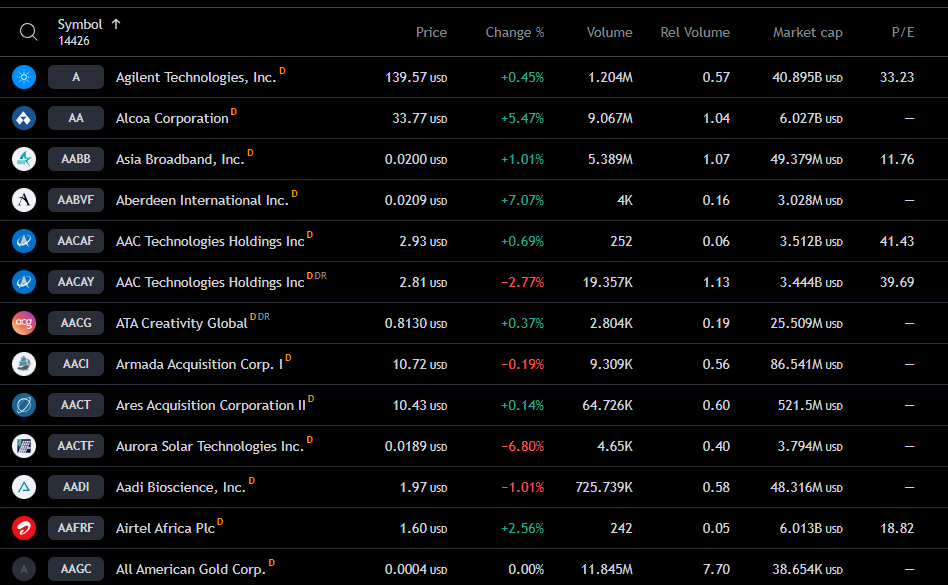 Symbol ↑ Price Change % Volume Rel Volume Market cap P/E
14426
A Agilent Technologies, Inc. D 139.57 USD +0.45% 1.204M 0.57 40.895B USD 33.23
AA Alcoa Corporation D 33.77 USD +5.47% 9.067M 1.04 6.027B USD —
AABB Asia Broadband, Inc. D 0.0200 USD +1.01% 5.389M 1.07 49.379M USD 11.76
AABVF Aberdeen International Inc. D 0.0209 USD +7.07% 4K 0.16 3.028M USD —
AACAF AAC Technologies Holdings Inc D 2.93 USD +0.69% 252 0.06 3.512B USD 41.43
AACAY AAC Technologies Holdings Inc D DR 2.81 USD −2.77% 19.357K 1.13 3.444B USD 39.69
acg AACG ATA Creativity Global D DR 0.8130 USD +0.37% 2.804K 0.19 25.509M USD —
AACI Armada Acquisition Corp. I D 10.72 USD −0.19% 9.309K 0.56 86.541M USD —
AACT Ares Acquisition Corporation II D 10.43 USD +0.14% 64.726K 0.60 521.5M USD —
AACTF Aurora Solar Technologies Inc. D 0.0189 USD −6.80% 4.65K 0.40 3.794M USD —
AADI Aadi Bioscience, Inc. D 1.97 USD −1.01% 725.739K 0.58 48.316M USD —
AAFRF Airtel Africa Plc D 1.60 USD +2.56% 242 0.05 6.013B USD 18.82
A AAGC All American Gold Corp. D 0.0004 USD 0.00% 11.845M 7.70 38.654K USD —